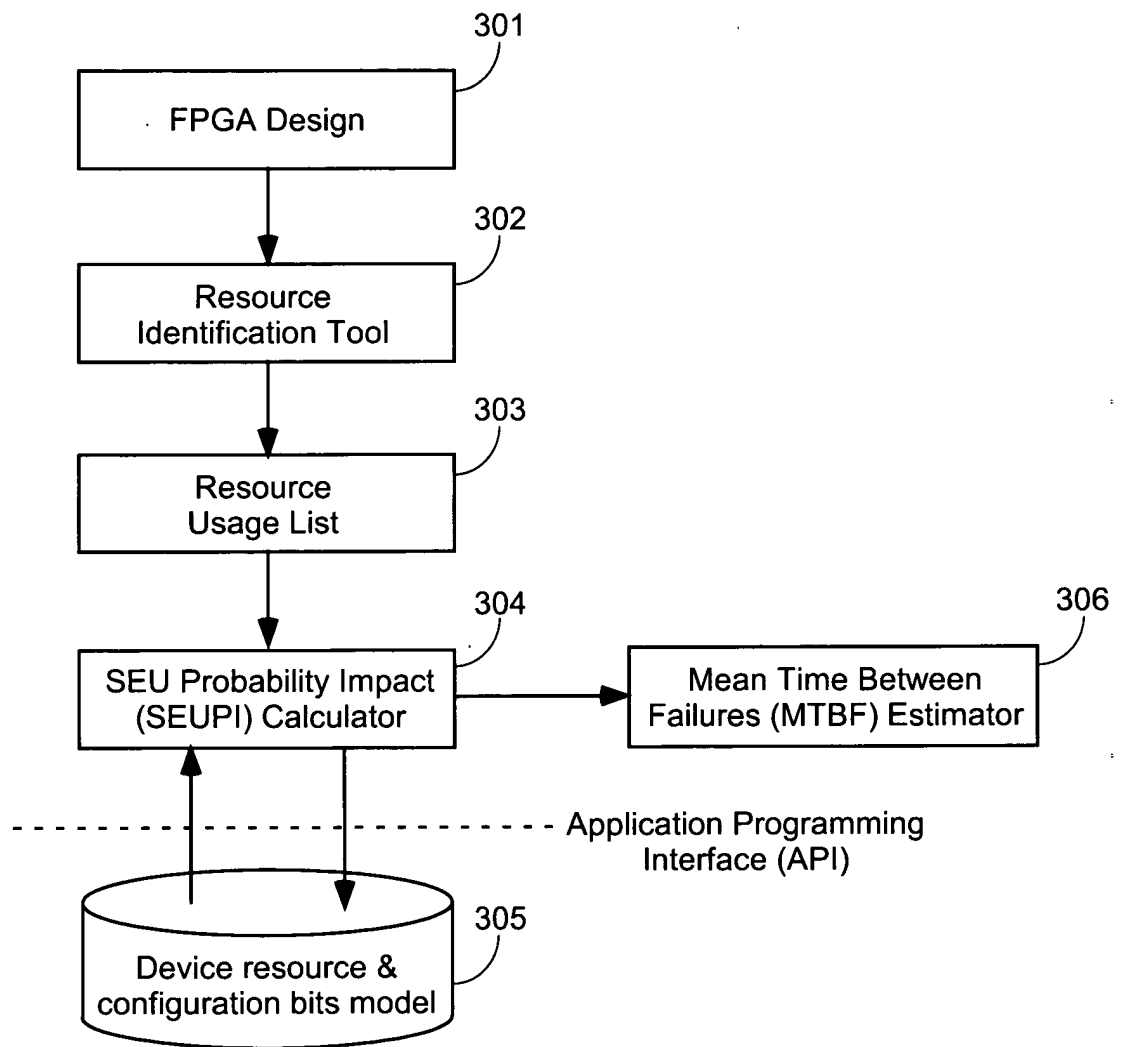 301
FPGA Design
302
Resource
Identification Tool
303
Resource
Usage List
304
SEU Probability Impact
(SEUPI) Calculator
306
Mean Time Between
Failures (MTBF) Estimator
Application Programming
Interface (API)
305
Device resource &
configuration bits model